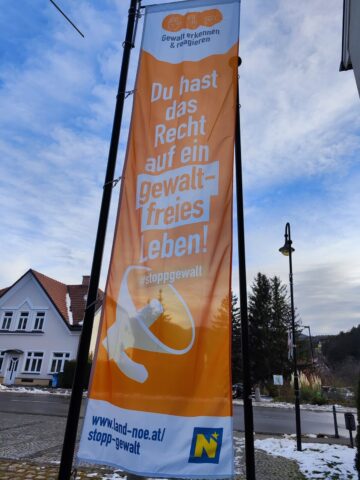 Gewalt erkennen
& reagieren
Du hast
das
Recht
auf ein
gewalt-
freies
Leben!
#stoppgewalt
www.land-noe.at/
stopp-gewalt
N